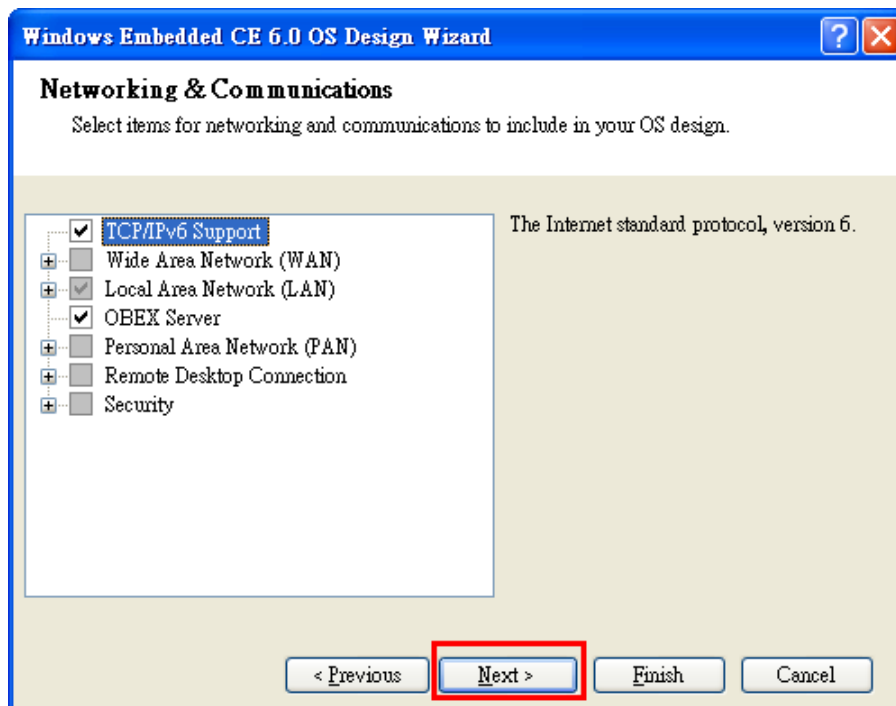 Windows Embedded CE 6.0 OS Design Wizard
Networking & Communications
Select items for networking and communications to include in your OS design.
TCP/IPv6 Support
Wide Area Network (WAN)
Local Area Network (LAN)
OBEX Server
Personal Area Network (PAN)
Remote Desktop Connection
Security
The Internet standard protocol, version 6.
< Previous
Next >
Finish
Cancel